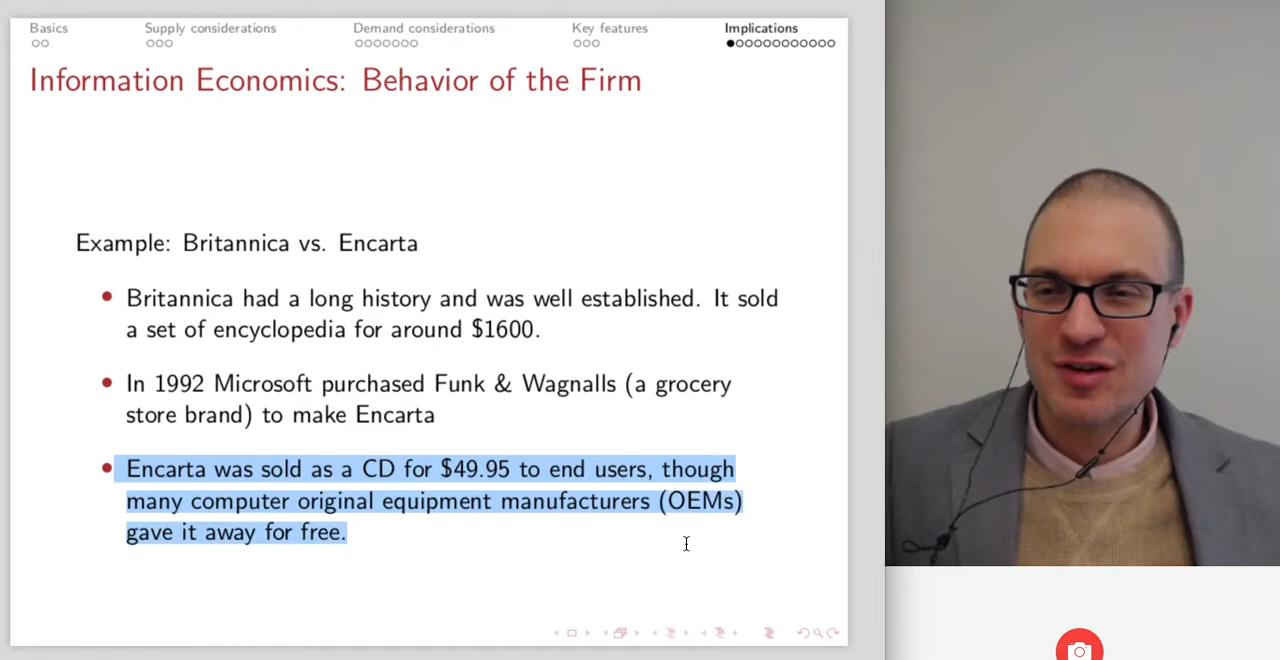 Basics
Supply considerations
Demand considerations
Key features
Implications
Information Economics: Behavior of the Firm
Example: Britannica vs. Encarta
Britannica had a long history and was well established. It sold
a set of encyclopedia for around $1600.
In 1992 Microsoft purchased Funk & Wagnalls (a grocery
store brand) to make Encarta
Encarta was sold as a CD for $49.95 to end users, though
many computer original equipment manufacturers (OEMs)
gave it away for free.